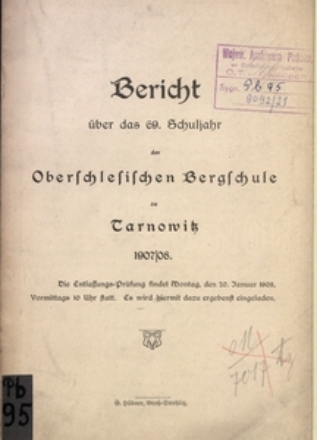 Bericht
über das 69. Schuljahr
der
Oberschlesischen Bergschule
zu
Tarnowitz
1907/08.
Die Entlassungs-Prüfung findet Montag, den 20. Januar 1908,
Vormittags 10 Uhr statt. Es wird hiermit dazu ergebenst eingeladen.
Pb
95